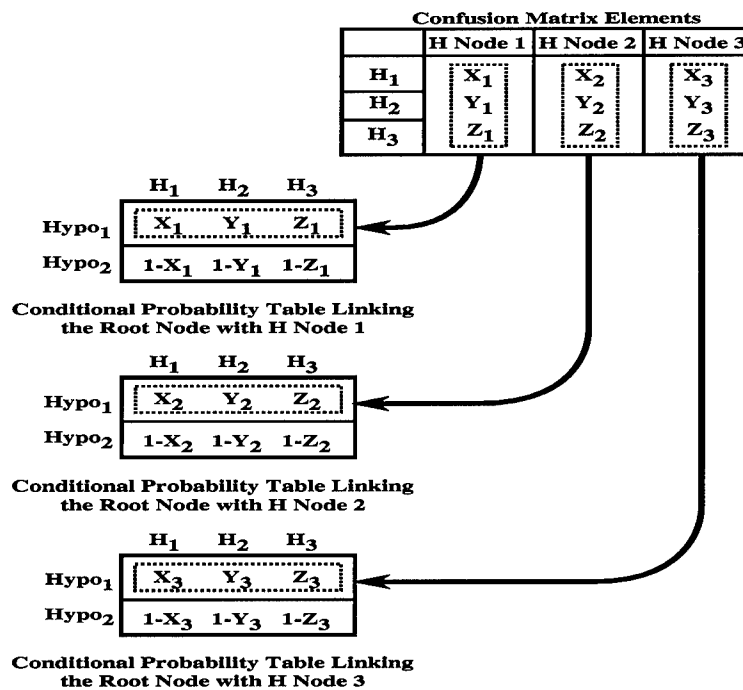 Confusion Matrix Elements
H Node 1 H Node 2 H Node 3
H1 X1 X2 X3
H2 Y1 Y2 Y3
H3 Z1 Z2 Z3
H1 H2 H3
Hypo1 X1 Y1 Z1
Hypo2 1-X1 1-Y1 1-Z1
Conditional Probability Table Linking
the Root Node with H Node 1
H1 H2 H3
Hypo1 X2 Y2 Z2
Hypo2 1-X2 1-Y2 1-Z2
Conditional Probability Table Linking
the Root Node with H Node 2
H1 H2 H3
Hypo1 X3 Y3 Z3
Hypo2 1-X3 1-Y3 1-Z3
Conditional Probability Table Linking
the Root Node with H Node 3